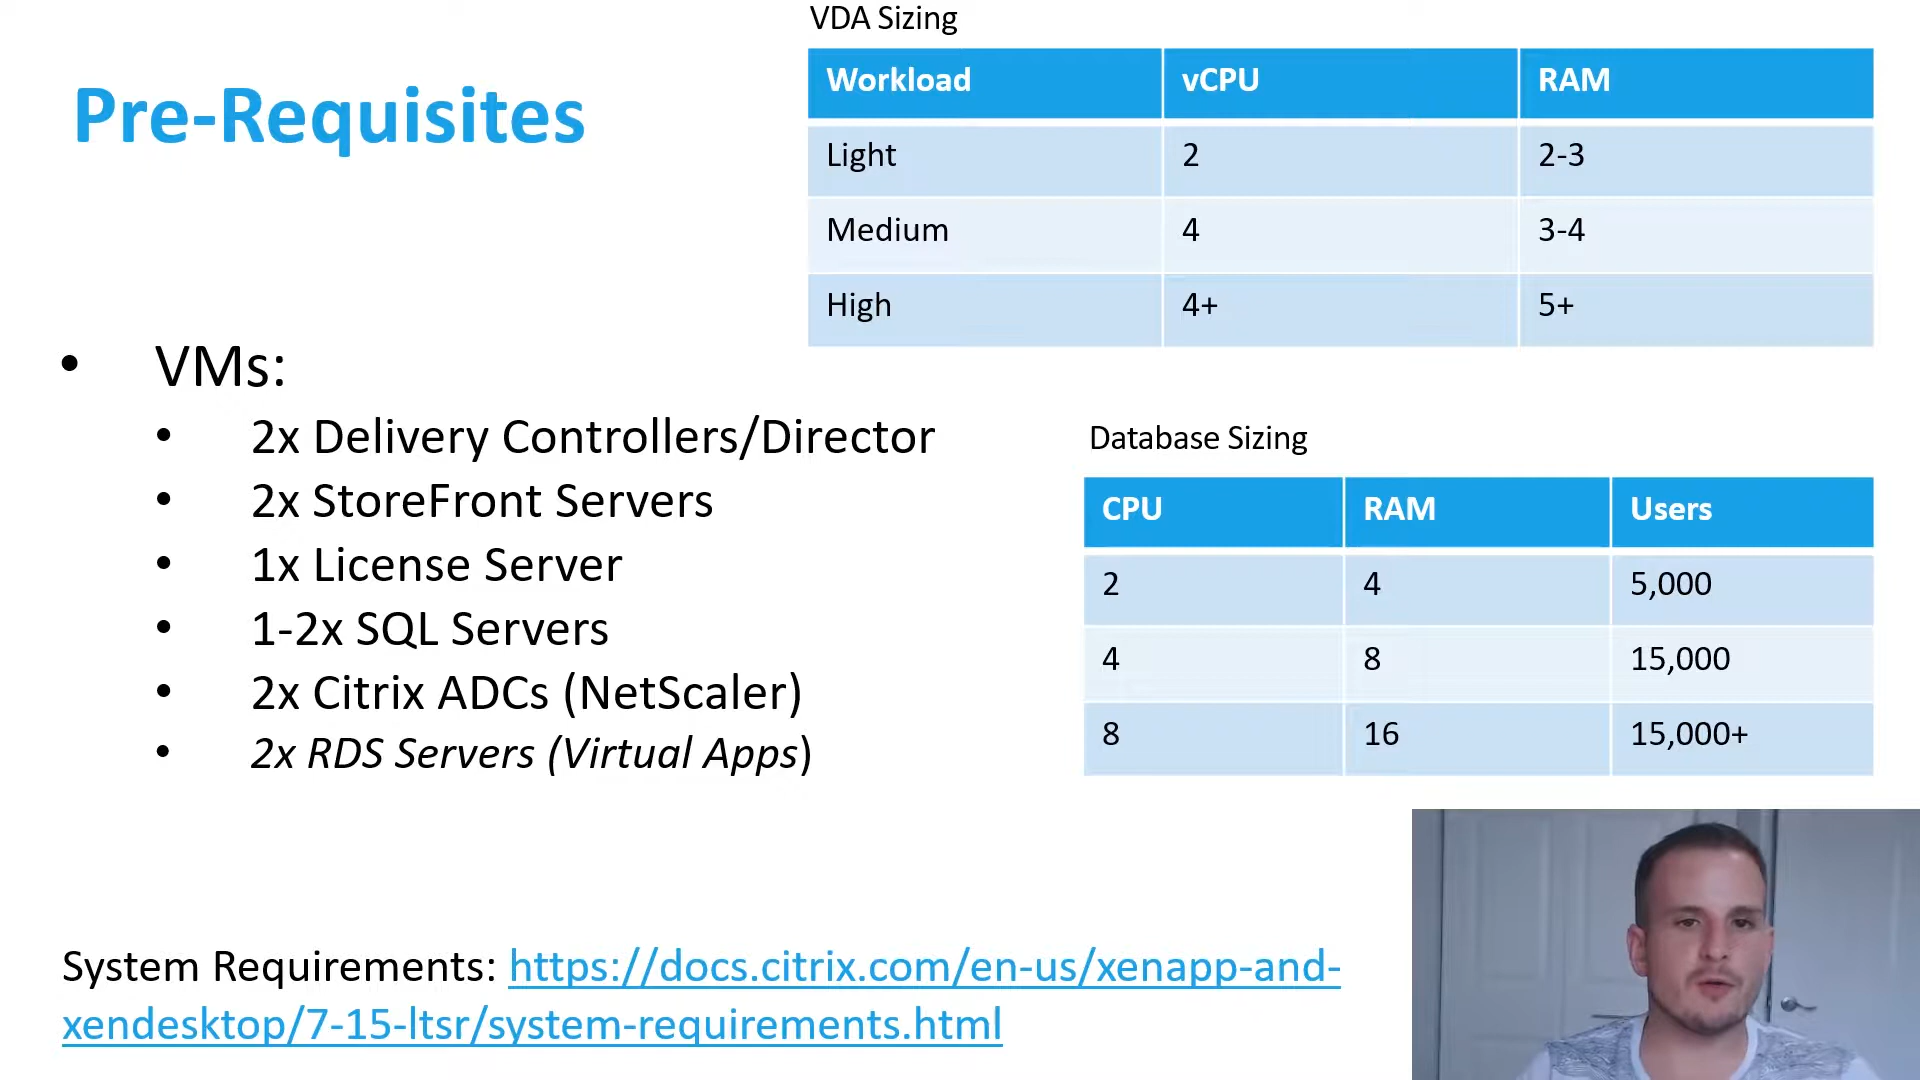 Pre-Requisites
VDA Sizing
Workload vCPU RAM
Light 2 2-3
Medium 4 3-4
High 4+ 5+
• VMs:
• 2x Delivery Controllers/Director
• 2x StoreFront Servers
• 1x License Server
• 1-2x SQL Servers
• 2x Citrix ADCs (NetScaler)
• 2x RDS Servers (Virtual Apps)
Database Sizing
CPU RAM Users
2 4 5,000
4 8 15,000
8 16 15,000+
System Requirements: https://docs.citrix.com/en-us/xenapp-and-
xendesktop/7-15-ltsr/system-requirements.html